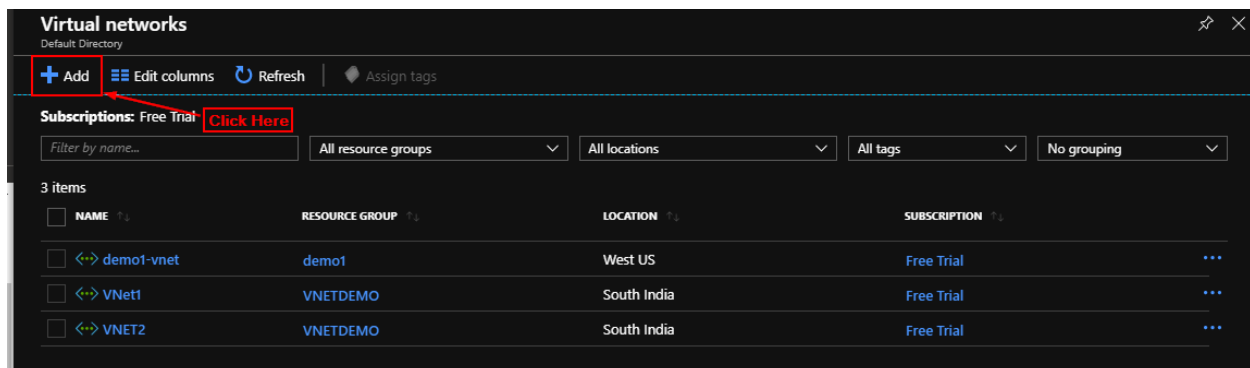 Virtual networks
Default Directory
Add Edit columns Refresh Assign tags
Subscriptions: Free Trial Click Here
Filter by name... All resource groups All locations All tags No grouping
3 items
NAME RESOURCE GROUP LOCATION SUBSCRIPTION
demo1-vnet demo1 West US Free Trial
VNet1 VNETDEMO South India Free Trial
VNET2 VNETDEMO South India Free Trial